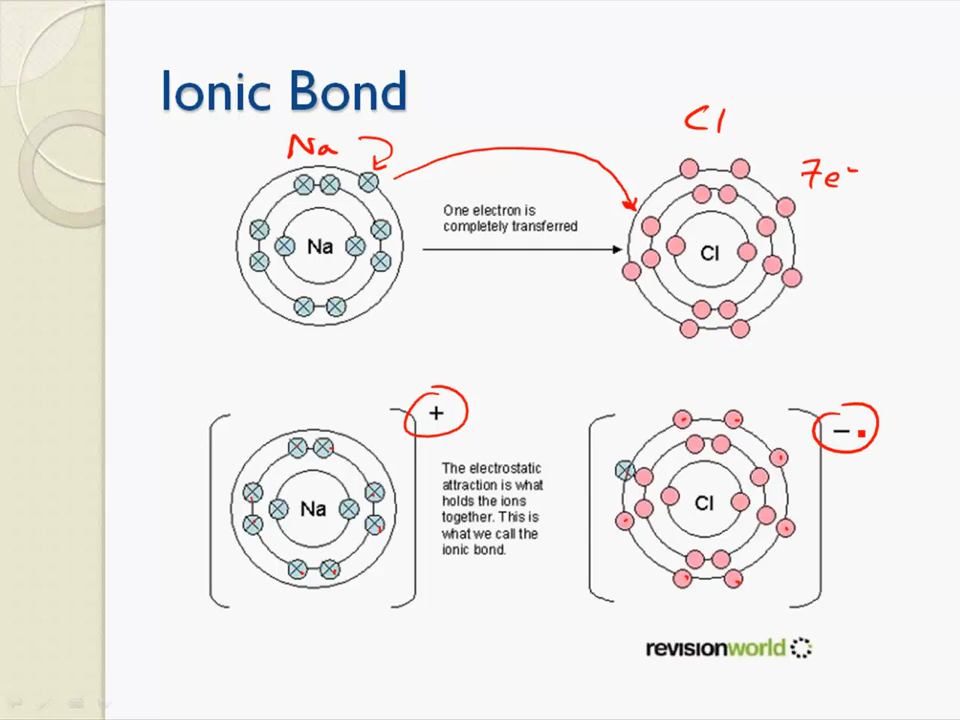 Ionic Bond
Na
Cl
7e-
Na
One electron is
completely transferred
Cl
+
-
Na
The electrostatic
attraction is what
holds the ions
together. This is
what we call the
ionic bond.
Cl
revisionworld